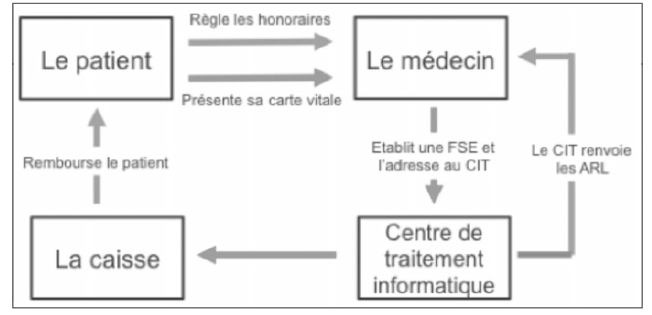 Règle les honoraires
Le patient
Le médecin
Présente sa carte vitale
Rembourse le patient
Etablit une FSE et
l'adresse au CIT
Le CIT renvoie
les ARL
La caisse
Centre de
traitement
informatique